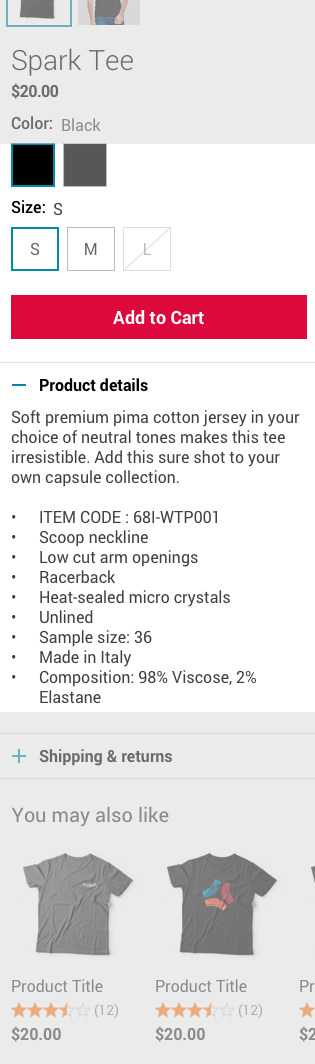 Spark Tee
$20.00
Color: Black
Size: S
S M L
Add to Cart
Product details
Soft premium pima cotton jersey in your
choice of neutral tones makes this tee
irresistible. Add this sure shot to your
own capsule collection.
• ITEM CODE : 68I-WTP001
• Scoop neckline
• Low cut arm openings
• Racerback
• Heat-sealed micro crystals
• Unlined
• Sample size: 36
• Made in Italy
• Composition: 98% Viscose, 2%
Elastane
Shipping & returns
You may also like
Product Title Product Title Pr
(12) (12)
$20.00 $20.00 $2